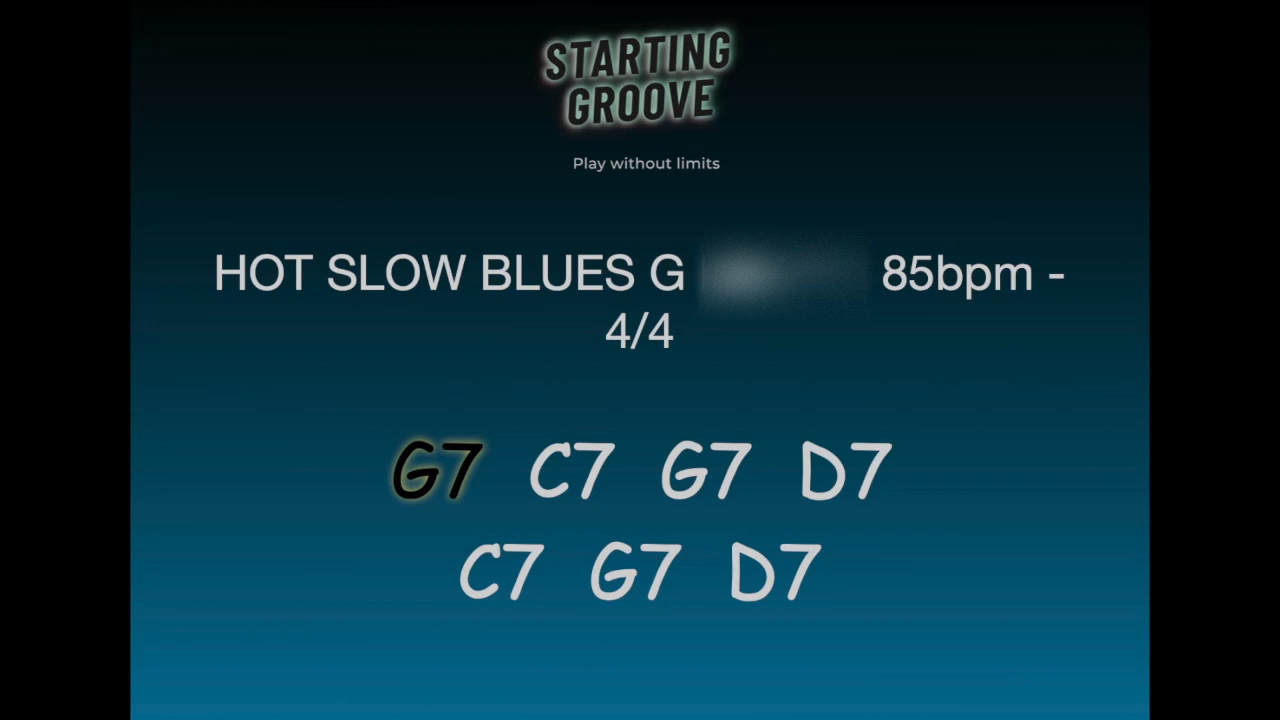 STARTING
GROOVE
Play without limits
HOT SLOW BLUES G 85bpm -
4/4
G7 C7 G7 D7
C7 G7 D7